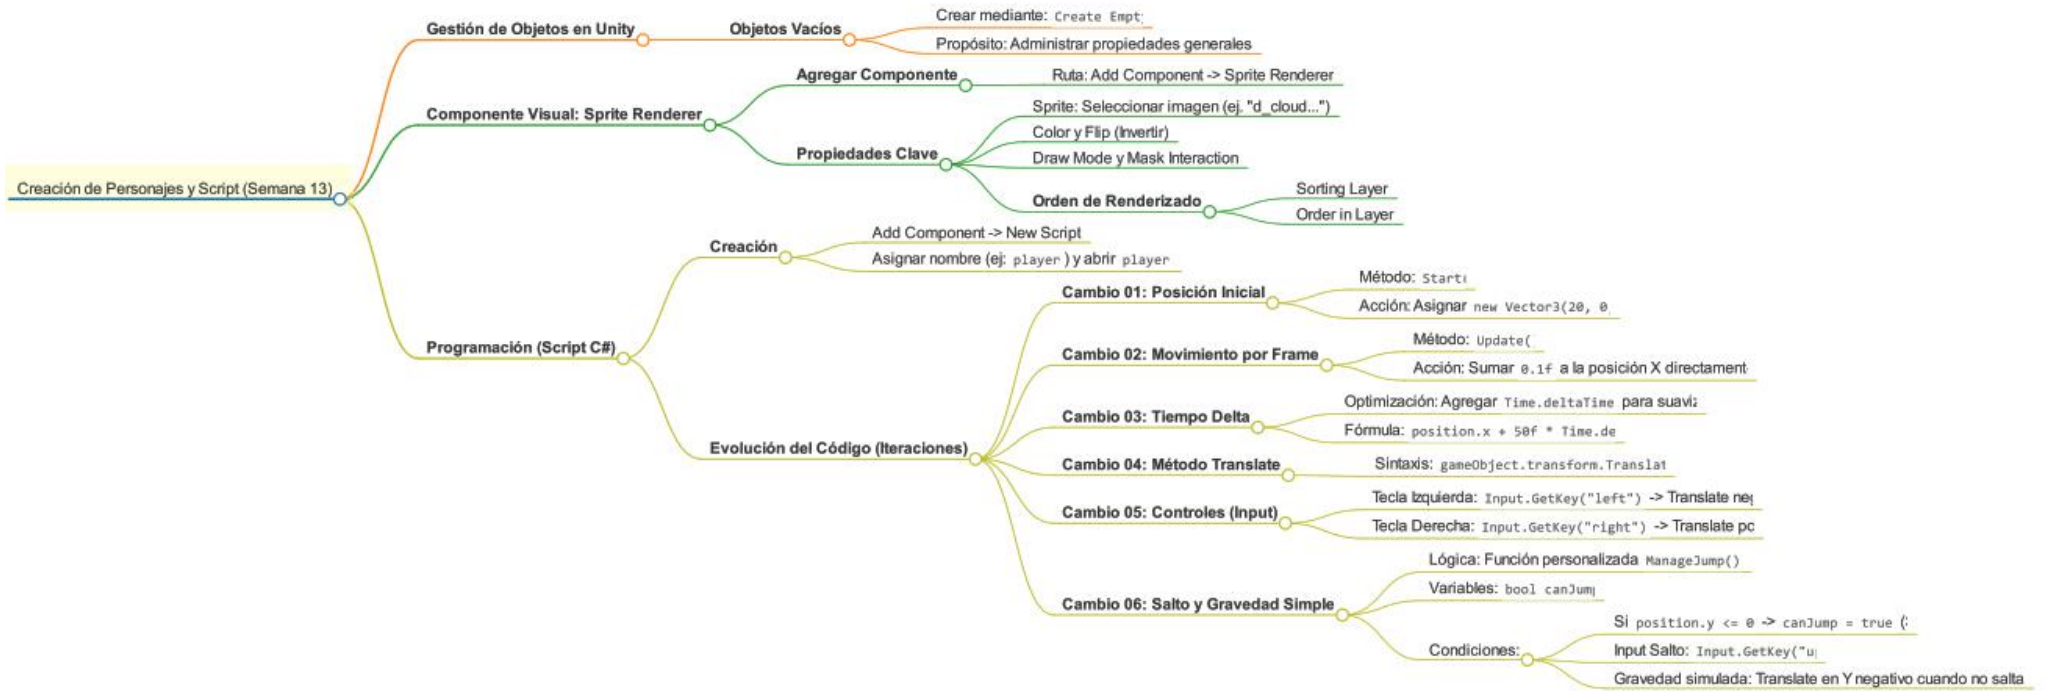 Creación de Personajes y Script (Semana 13)
Gestión de Objetos en Unity
Objetos Vacíos
Crear mediante: Create Empt
Propósito: Administrar propiedades generales
Componente Visual: Sprite Renderer
Agregar Componente
Ruta: Add Component -> Sprite Renderer
Propiedades Clave
Sprite: Seleccionar imagen (ej. "d_cloud...")
Color y Flip (Invertir)
Draw Mode y Mask Interaction
Orden de Renderizado
Sorting Layer
Order in Layer
Programación (Script C#)
Creación
Add Component -> New Script
Asignar nombre (ej: player ) y abrir player
Evolución del Código (Iteraciones)
Cambio 01: Posición Inicial
Método: Start(
Acción: Asignar new Vector3(20, 0
Cambio 02: Movimiento por Frame
Método: Update(
Acción: Sumar 0.1f a la posición X directament
Cambio 03: Tiempo Delta
Optimización: Agregar Time.deltaTime para suaviz
Fórmula: position.x + 50f * Time.de
Cambio 04: Método Translate
Sintaxis: gameObject.transform.Translat
Cambio 05: Controles (Input)
Tecla Izquierda: Input.GetKey("left") -> Translate neg
Tecla Derecha: Input.GetKey("right") -> Translate po
Cambio 06: Salto y Gravedad Simple
Lógica: Función personalizada ManageJump()
Variables: bool canJump
Condiciones:
Si position.y <= 0 -> canJump = true (
Input Salto: Input.GetKey("u
Gravedad simulada: Translate en Y negativo cuando no salta